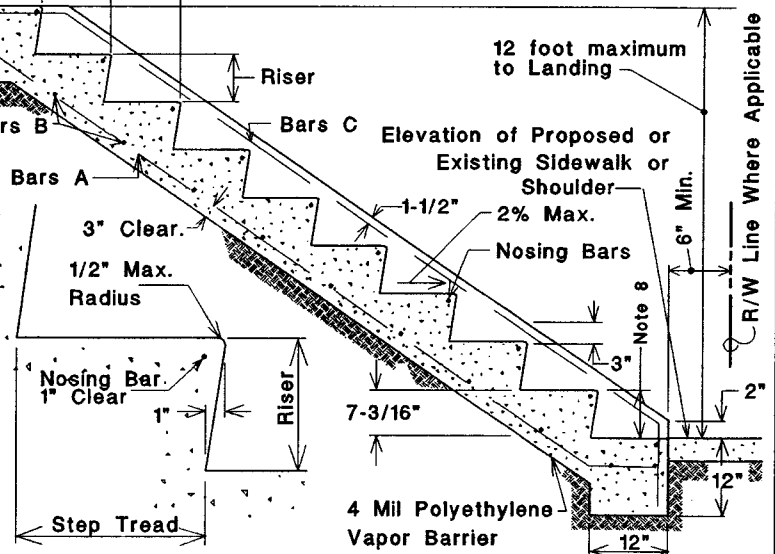 12 foot maximum
to Landing
R/W Line Where Applicable
Riser
Bars C
rs B
Elevation of Proposed or
Existing Sidewalk or
Shoulder
Bars A
1-1/2"
2% Max.
6" Min.
3" Clear.
Nosing Bars
1/2" Max.
Radius
Note 8
3"
Nosing Bar
1" Clear
1"
Riser
2"
7-3/16"
12"
4 Mil Polyethylene
Vapor Barrier
Step Tread
12"